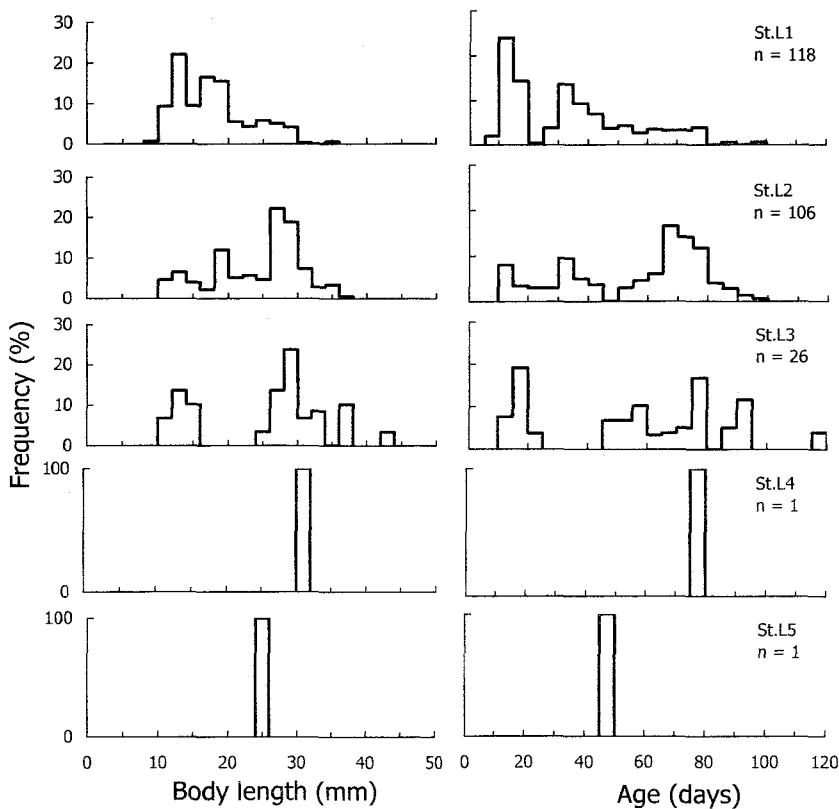 30
20
10
0
St.L1
n = 118
30
20
10
0
St.L2
n = 106
30
20
10
0
St.L3
n = 26
100
0
St.L4
n = 1
100
0
St.L5
n = 1
Frequency (%)
0 10 20 30 40 50
0 20 40 60 80 100 120
Body length (mm)
Age (days)